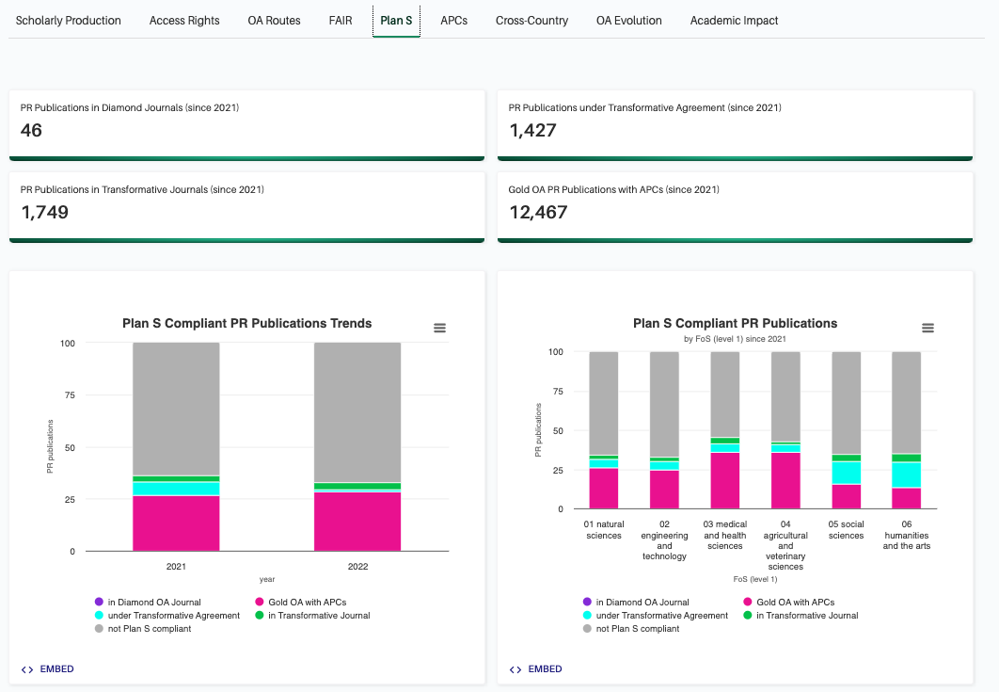 Scholarly Production Access Rights OA Routes FAIR Plan S APCs Cross-Country OA Evolution Academic Impact
PR Publications in Diamond Journals (since 2021)
46
PR Publications under Transformative Agreement (since 2021)
1,427
PR Publications in Transformative Journals (since 2021)
1,749
Gold OA PR Publications with APCs (since 2021)
12,467
Plan S Compliant PR Publications Trends
100
75
50
25
0
PR publications
2021 2022
year
in Diamond OA Journal Gold OA with APCs
under Transformative Agreement in Transformative Journal
not Plan S compliant
EMBED
Plan S Compliant PR Publications
by FoS (level 1) since 2021
100
75
50
25
0
PR publications
01 natural
sciences
02
engineering
and
technology
03 medical
and health
sciences
04
agricultural
and
veterinary
sciences
05 social
sciences
06
humanities
and the arts
FoS (level 1)
in Diamond OA Journal Gold OA with APCs
under Transformative Agreement in Transformative Journal
not Plan S compliant
EMBED